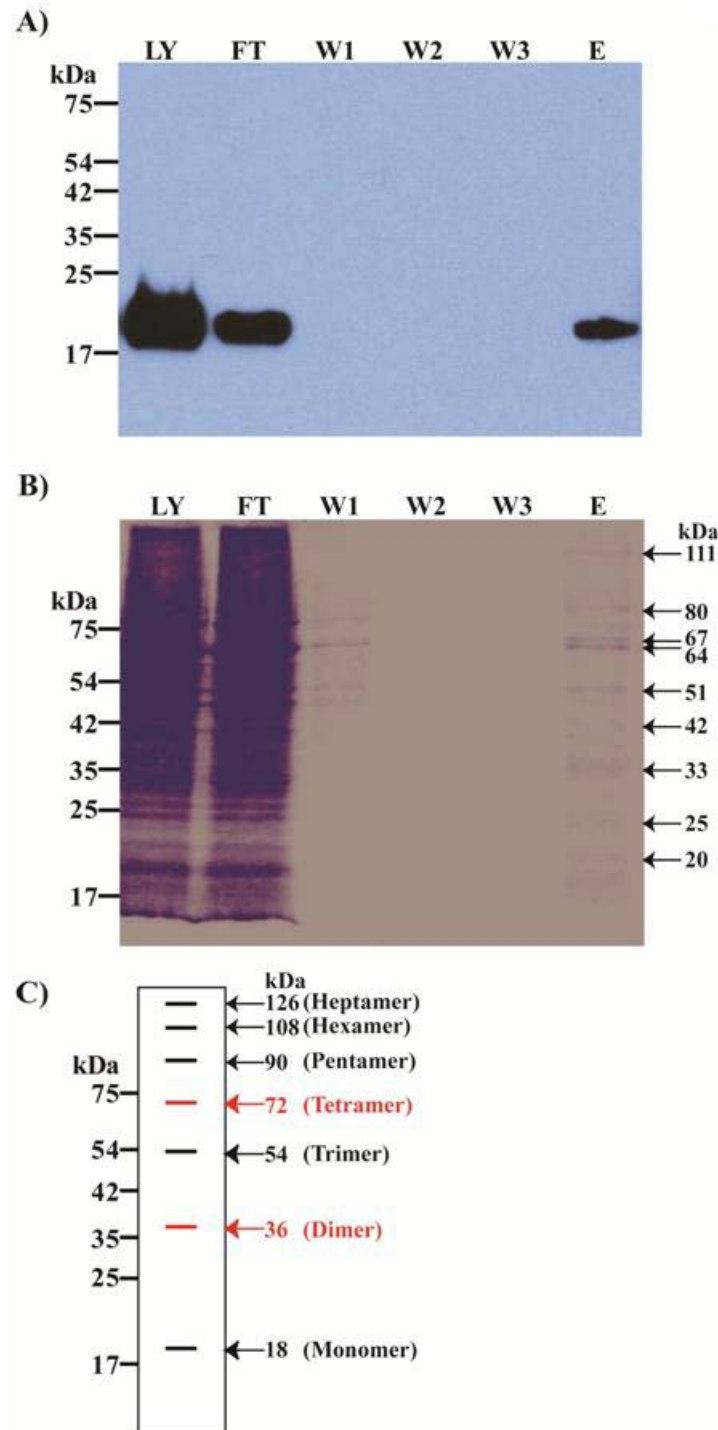 A)
LY FT W1 W2 W3 E
kDa
75
54
42
35
25
17
B)
LY FT W1 W2 W3 E
kDa
111
kDa
80
75
67
64
54
51
42
42
35
33
25
25
20
17
C)
kDa
126 (Heptamer)
108 (Hexamer)
kDa
90 (Pentamer)
75
72 (Tetramer)
54
54 (Trimer)
42
36 (Dimer)
35
25
18 (Monomer)
17